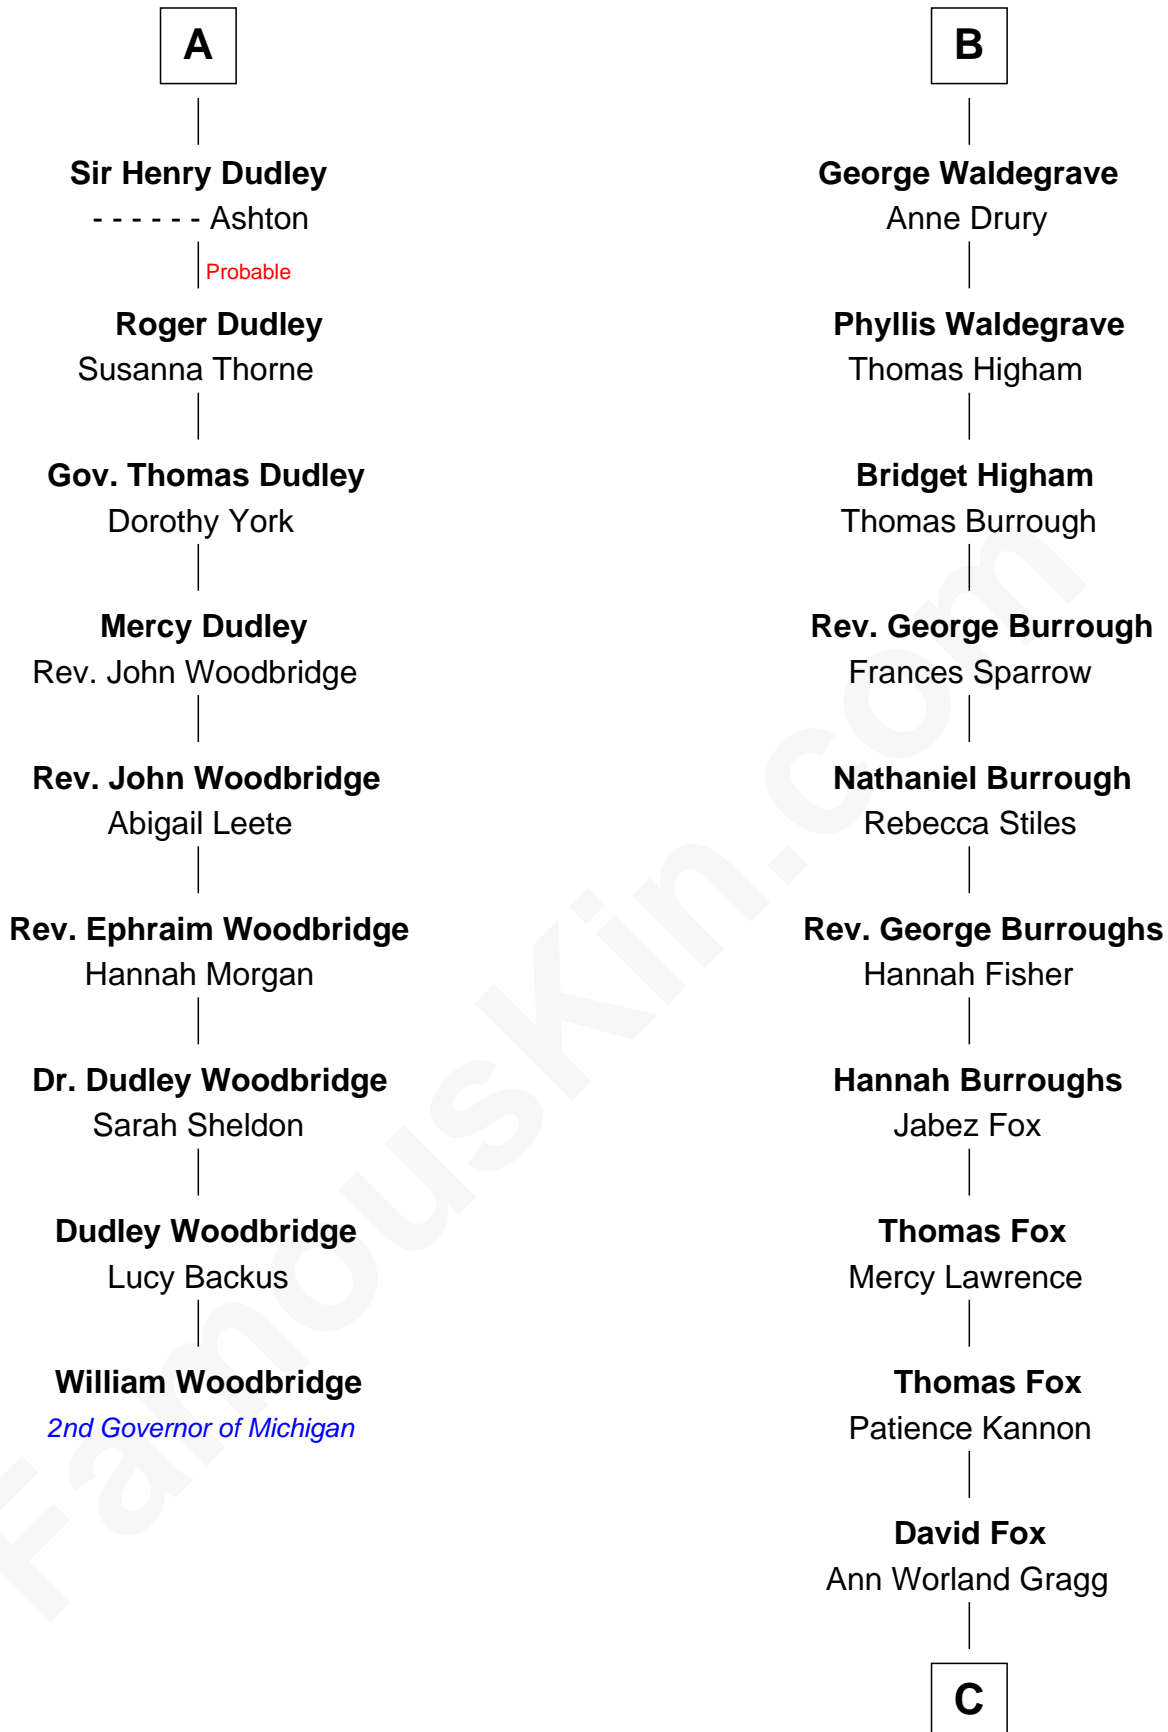 A
Sir Henry Dudley
- - - - - - Ashton
Probable
Roger Dudley
Susanna Thorne
Gov. Thomas Dudley
Dorothy York
Mercy Dudley
Rev. John Woodbridge
Rev. John Woodbridge
Abigail Leete
Rev. Ephraim Woodbridge
Hannah Morgan
Dr. Dudley Woodbridge
Sarah Sheldon
Dudley Woodbridge
Lucy Backus
William Woodbridge
2nd Governor of Michigan
B
George Waldegrave
Anne Drury
Phyllis Waldegrave
Thomas Higham
Bridget Higham
Thomas Burrough
Rev. George Burrough
Frances Sparrow
Nathaniel Burrough
Rebecca Stiles
Rev. George Burroughs
Hannah Fisher
Hannah Burroughs
Jabez Fox
Thomas Fox
Mercy Lawrence
Thomas Fox
Patience Kannon
David Fox
Ann Worland Gragg
C
FamousKin.com